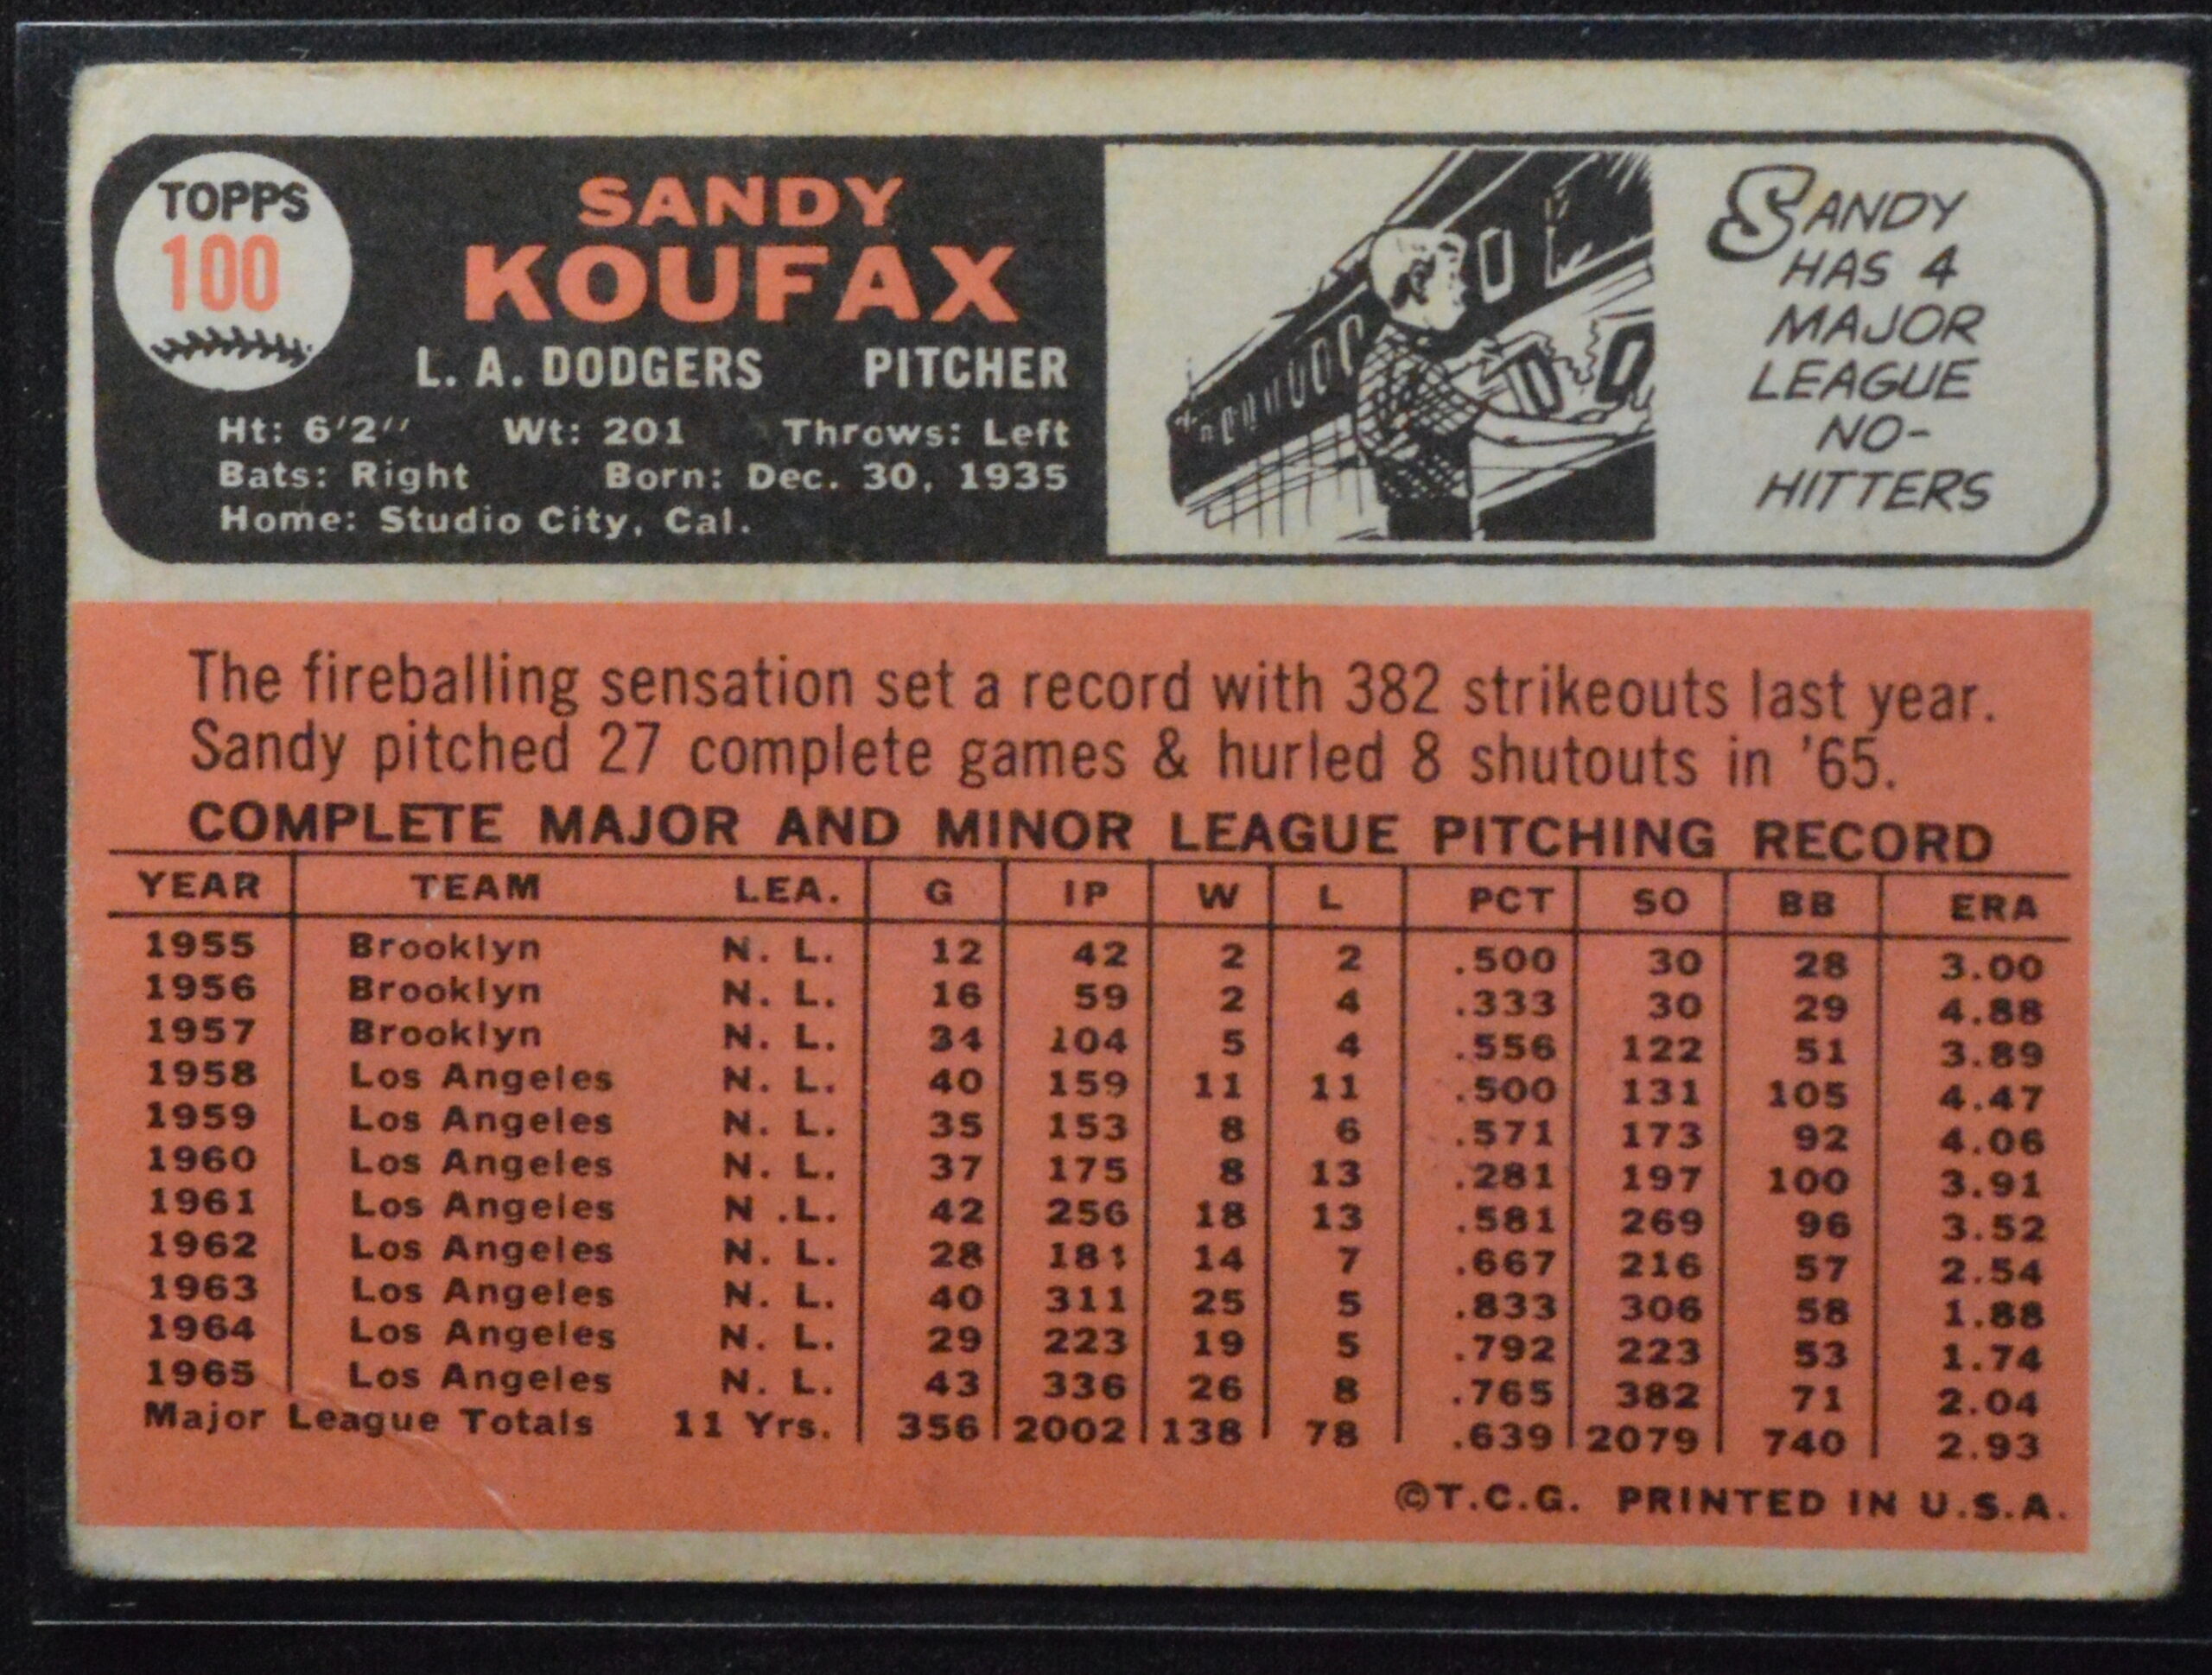 TOPPS
100
SANDY
KOUFAX
L. A. DODGERS PITCHER
Ht: 6'2" Wt: 201 Throws: Left
Bats: Right Born: Dec. 30, 1935
Home: Studio City, Cal.
SANDY
HAS 4
MAJOR
LEAGUE
NO-
HITTERS
The fireballing sensation set a record with 382 strikeouts last year.
Sandy pitched 27 complete games & hurled 8 shutouts in '65.
COMPLETE MAJOR AND MINOR LEAGUE PITCHING RECORD
YEAR TEAM LEA. G IP W L PCT SO BB ERA
1955 Brooklyn N. L. 12 42 2 2 .500 30 28 3.00
1956 Brooklyn N. L. 16 59 2 4 .333 30 29 4.88
1957 Brooklyn N. L. 34 104 5 4 .556 122 51 3.89
1958 Los Angeles N. L. 40 159 11 11 .500 131 105 4.47
1959 Los Angeles N. L. 35 153 8 6 .571 173 92 4.06
1960 Los Angeles N. L. 37 175 8 13 .281 197 100 3.91
1961 Los Angeles N .L. 42 256 18 13 .581 269 96 3.52
1962 Los Angeles N. L. 28 181 14 7 .667 216 57 2.54
1963 Los Angeles N. L. 40 311 25 5 .833 306 58 1.88
1964 Los Angeles N. L. 29 223 19 5 .792 223 53 1.74
1965 Los Angeles N. L. 43 336 26 8 .765 382 71 2.04
Major League Totals 11 Yrs. 356 2002 138 78 .639 2079 740 2.93
©T.C.G. PRINTED IN U.S.A.